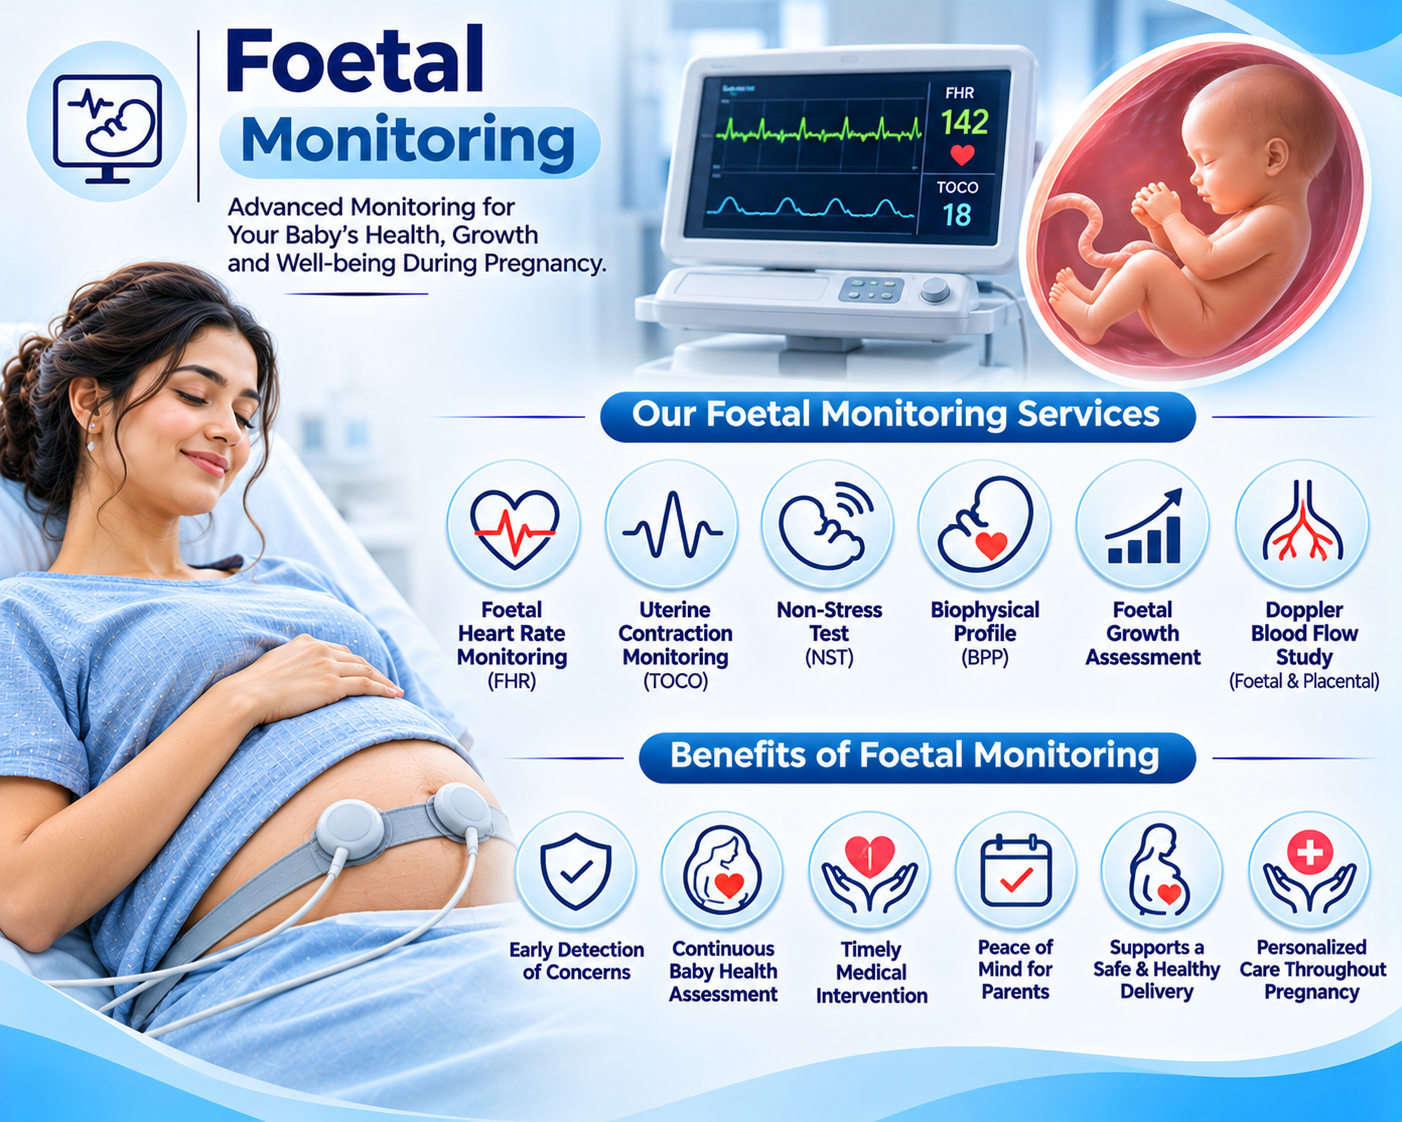 Foetal
Monitoring
Advanced Monitoring for
Your Baby's Health, Growth
and Well-being During Pregnancy.
FHR
142
TOCO
18
Our Foetal Monitoring Services
Foetal
Heart Rate
Monitoring
(FHR)
Uterine
Contraction
Monitoring
(TOCO)
Non-Stress
Test
(NST)
Biophysical
Profile
(BPP)
Foetal
Growth
Assessment
Doppler
Blood Flow
Study
(Foetal & Placental)
Benefits of Foetal Monitoring
Early Detection
of Concerns
Continuous
Baby Health
Assessment
Timely
Medical
Intervention
Peace of
Mind for
Parents
Supports a
Safe & Healthy
Delivery
Personalized
Care Throughout
Pregnancy